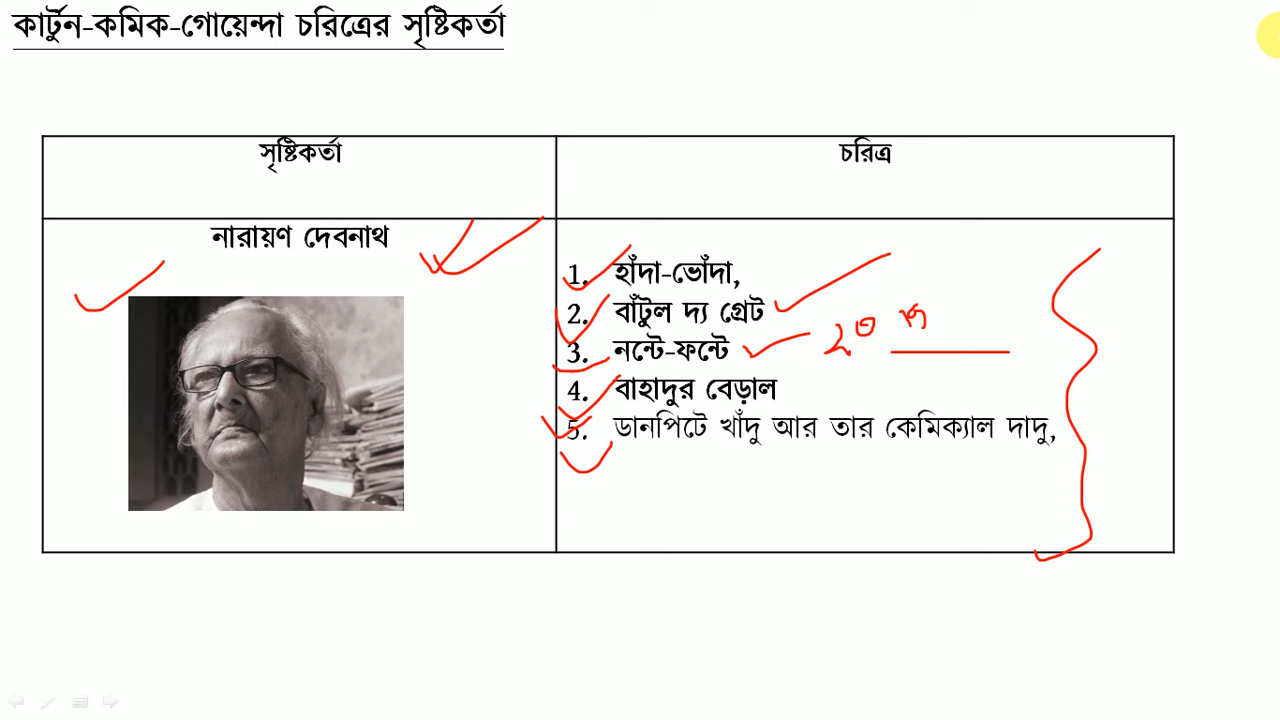 কার্টুন-কমিক-গোয়েন্দা চরিত্রের সৃষ্টিকর্তা
সৃষ্টিকর্তা
চরিত্র
নারায়ণ দেবনাথ
1. হাঁদা-ভোঁদা,
2. বাঁটুল দ্য গ্রেট
3. নন্টে-ফন্টে
4. বাহাদুর বেড়াল
5. ডানপিটে খাঁদু আর তার কেমিক্যাল দাদু,